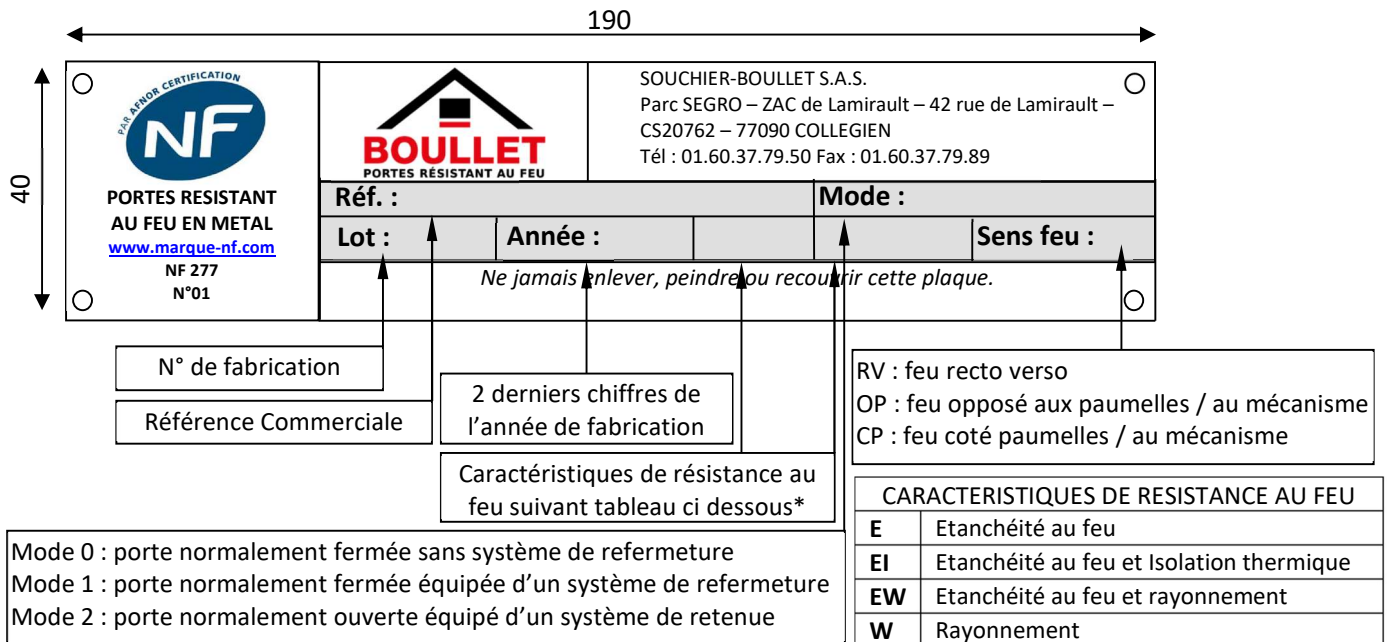 190
40
PAR AFNOR CERTIFICATION
NF
PORTES RESISTANT
AU FEU EN METAL
www.marque-nf.com
NF 277
N°01
BOULLET
PORTES RÉSISTANT AU FEU
SOUCHIER-BOULLET S.A.S.
Parc SEGRO – ZAC de Lamirault – 42 rue de Lamirault –
CS20762 – 77090 COLLEGIEN
Tél : 01.60.37.79.50 Fax : 01.60.37.79.89
Réf. : Mode :
Lot : Année : Sens feu :
Ne jamais enlever, peindre ou recouvrir cette plaque.
N° de fabrication
Référence Commerciale
2 derniers chiffres de
l’année de fabrication
Caractéristiques de résistance au
feu suivant tableau ci dessous*
RV : feu recto verso
OP : feu opposé aux paumelles / au mécanisme
CP : feu coté paumelles / au mécanisme
Mode 0 : porte normalement fermée sans système de refermeture
Mode 1 : porte normalement fermée équipée d’un système de refermeture
Mode 2 : porte normalement ouverte équipé d’un système de retenue
CARACTERISTIQUES DE RESISTANCE AU FEU
E Etanchéité au feu
EI Etanchéité au feu et Isolation thermique
EW Etanchéité au feu et rayonnement
W Rayonnement